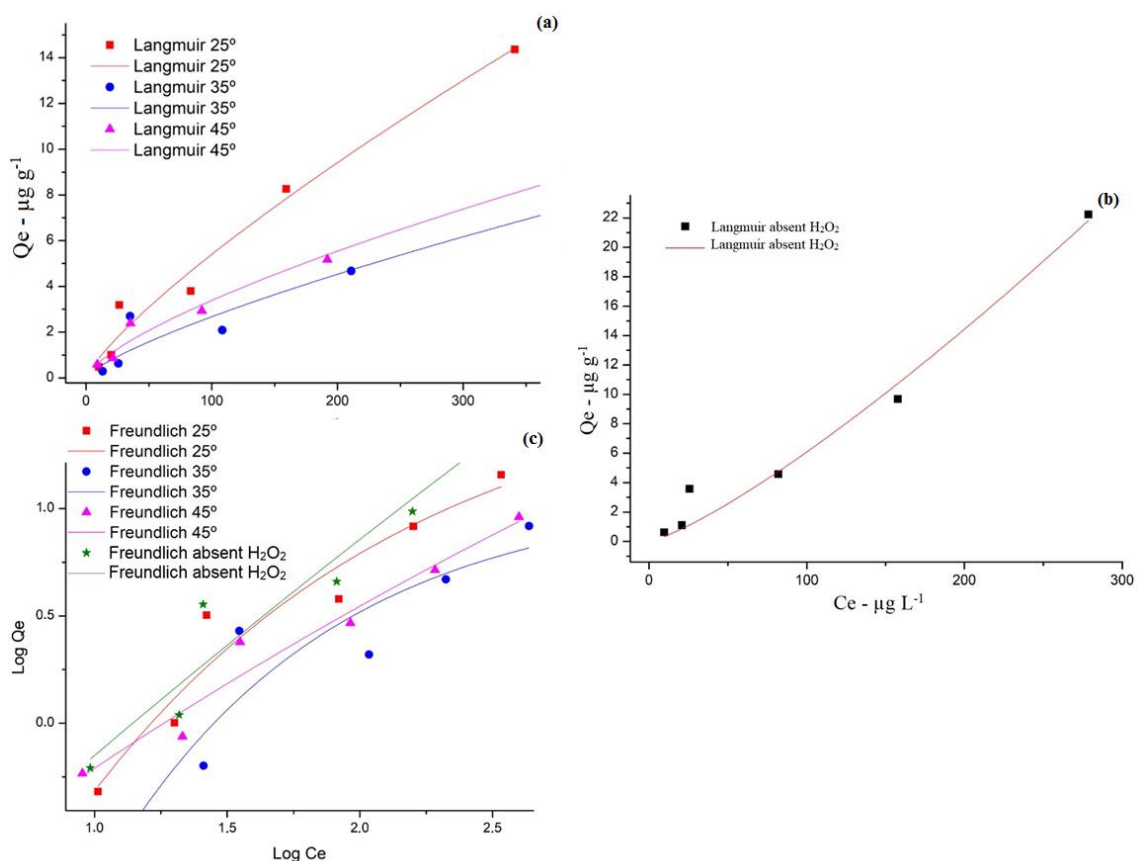 (a)
Langmuir 25º
Langmuir 25º
Langmuir 35º
Langmuir 35º
Langmuir 45º
Langmuir 45º
Qe - µg g⁻¹
14
12
10
8
6
4
2
0
0 100 200 300
(b)
Langmuir absent H₂O₂
Langmuir absent H₂O₂
Qe - µg g⁻¹
22
20
18
16
14
12
10
8
6
4
2
0
0 100 200 300
Ce - µg L⁻¹
(c)
Freundlich 25º
Freundlich 25º
Freundlich 35º
Freundlich 35º
Freundlich 45º
Freundlich 45º
Freundlich absent H₂O₂
Freundlich absent H₂O₂
Log Qe
1.0
0.5
0.0
1.0 1.5 2.0 2.5
Log Ce